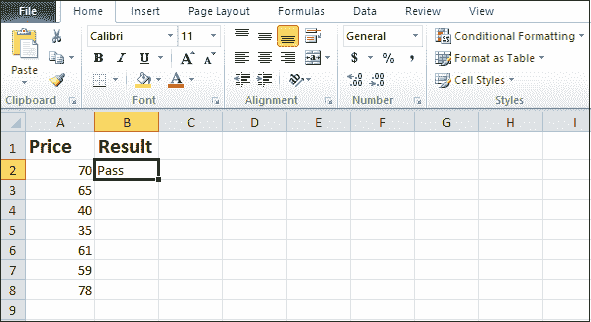 File Home Insert Page Layout Formulas Data Review View
Calibri 11 General Conditional Formatting
Paste B I U A A $ % , Format as Table
.00 .0 Cell Styles
Clipboard Font Alignment Number Styles
A B C D E F G H I
1 Price Result
2 70 Pass
3 65
4 40
5 35
6 61
7 59
8 78
9